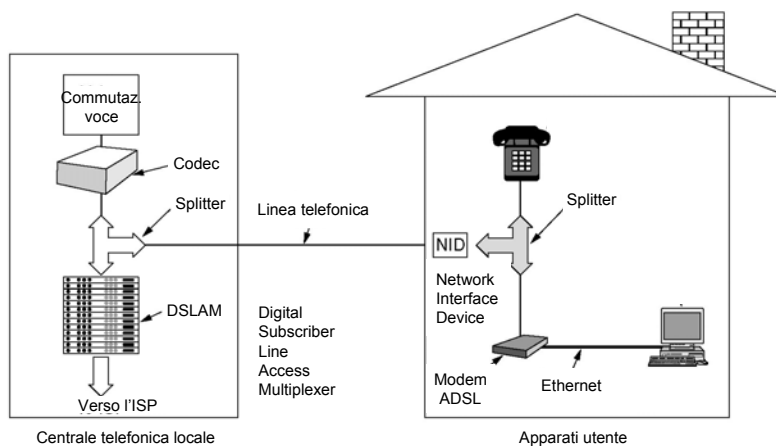 Commutaz.
voce
Codec
Splitter
DSLAM
Verso l'ISP
Centrale telefonica locale
Linea telefonica
Digital
Subscriber
Line
Access
Multiplexer
NID
Network
Interface
Device
Splitter
Modem
ADSL
Ethernet
Apparati utente